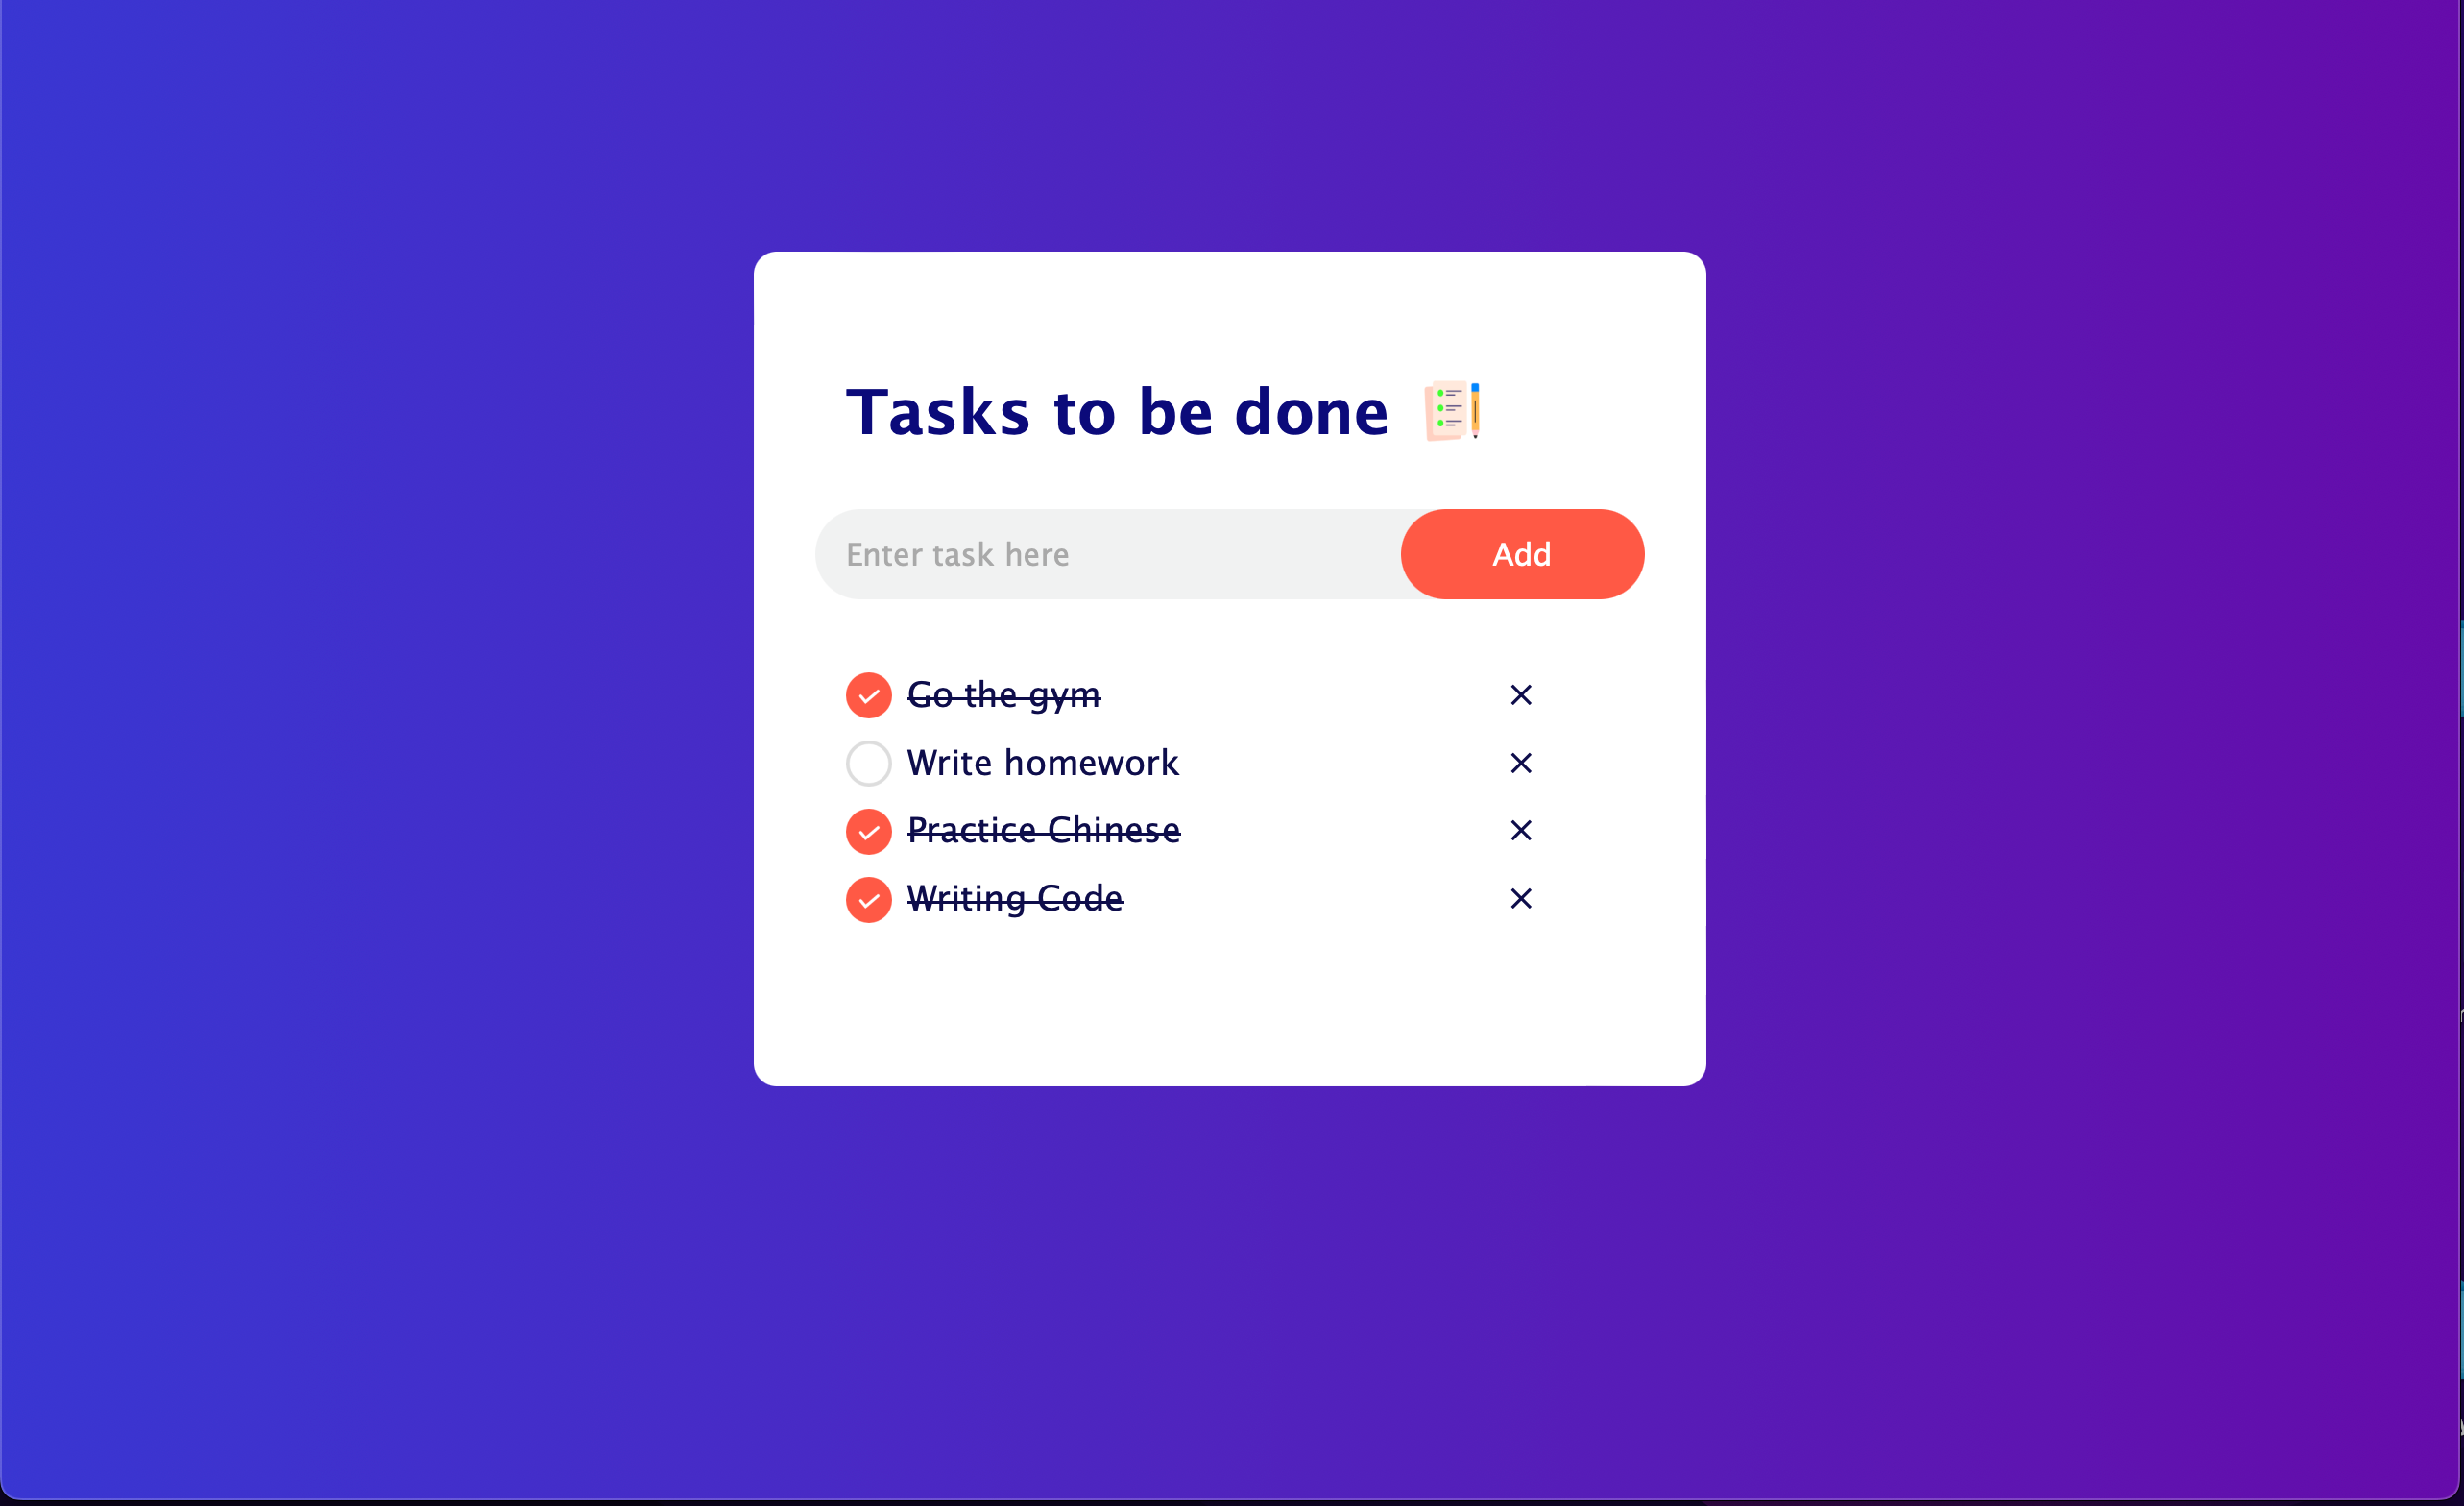 Tasks to be done
Enter task here
Add
Go the gym
Write homework
Practice Chinese
Writing Code